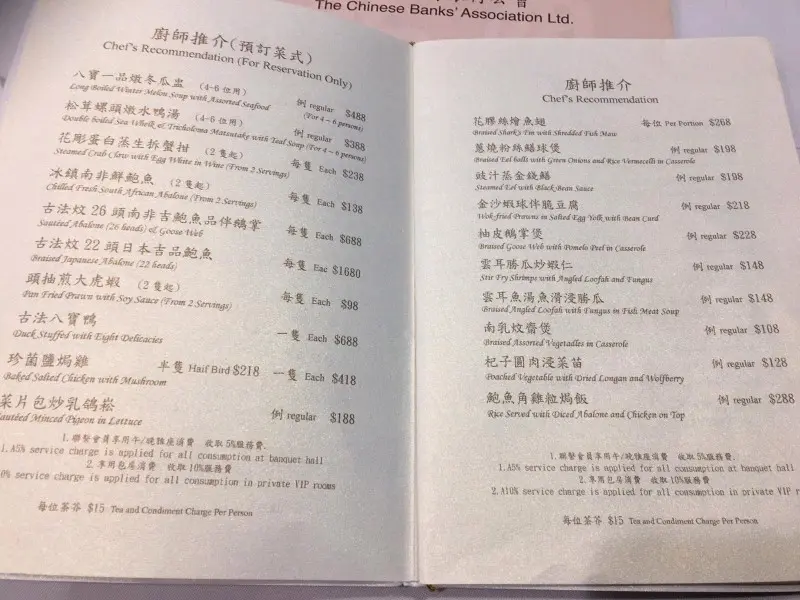 The Chinese Banks' Association Ltd.
廚師推介(預訂菜式)
Chef's Recommendation (For Reservation Only)
八寶一品燉冬瓜盅 (4~6 位用) 例 regular $488
Long Boiled Winter Melon Soup with Assorted Seafood (For 4 ~ 6 persons)
松茸螺頭燉水鴨湯 (4~6 位用) 例 regular $388
Double boiled Sea Whelk & Tricholoma Matsutake with Teal Soup (For 4 ~ 6 persons)
花彫蛋白蒸生拆蟹拑 (2 隻起) 每隻 Each $238
Steamed Crab Claw with Egg White in Wine (From 2 Servings)
冰鎮南非鮮鮑魚 (2 隻起) 每隻 Each $138
Chilled Fresh South African Abalone (From 2 Servings)
古法炆 26 頭南非吉鮑魚品伴鵝掌 每隻 Each $688
Sautéed Abalone (26 heads) & Goose Web
古法炆 22 頭日本吉品鮑魚 每隻 Eac $1680
Braised Japanese Abalone (22 heads)
頭抽煎大虎蝦 (2 隻起) 每隻 Each $98
Pan Fried Prawn with Soy Sauce (From 2 Servings)
古法八寶鴨 一隻 Each $688
Duck Stuffed with Eight Delicacies
珍菌鹽焗雞 半隻 Haif Bird $218 一隻 Each $418
Baked Salted Chicken with Mushroom
菜片包炒乳鴿崧 例 regular $188
Sautéed Minced Pigeon in Lettuce
1. 聯繫會員享用午/晚雅座消費 收取 5%服務費.
1.A5% service charge is applied for all consumption at banquet hall
2. 享用包房消費 收取 10%服務費
0% service charge is applied for all consumption in private VIP rooms
每位茶芥 $15 Tea and Condiment Charge Per Person
廚師推介
Chef's Recommendation
花膠絲燴魚翅 每位 Per Portion $268
Braised Shark's Fin with Shredded Fish Maw
蔥燒粉絲鱔球煲 例 regular $198
Braised Eel balls with Green Onions and Rice Vermecelli in Casserole
豉汁蒸金錢鱔 例 regular $198
Steamed Eel with Black Bean Sauce
金沙蝦球伴脆豆腐 例 regular $218
Wok-fried Prawns in Salted Egg Yolk with Bean Curd
柚皮鵝掌煲 例 regular $228
Braised Goose Web with Pomelo Peel in Casserole
雲耳勝瓜炒蝦仁 例 regular $148
Stir Fry Shrimps with Angled Loofah and Fungus
雲耳魚湯魚滑浸勝瓜 例 regular $148
Braised Angled Loofah with Fungus in Fish Meat Soup
南乳炆齋煲 例 regular $108
Braised Assorted Vegetables in Casserole
杞子圓肉浸菜苗 例 regular $128
Poached Vegetable with Dried Longan and Wolfberry
鮑魚角雞粒焗飯 例 regular $288
Rice Served with Diced Abalone and Chicken on Top
1. 聯繫會員享用午/晚雅座消費 收取 5%服務費.
1.A5% service charge is applied for all consumption at banquet hall
2. 享用包房消費 收取 10%服務費
2.A10% service charge is applied for all consumption in private VIP r
每位茶芥 $15 Tea and Condiment Charge Per Person